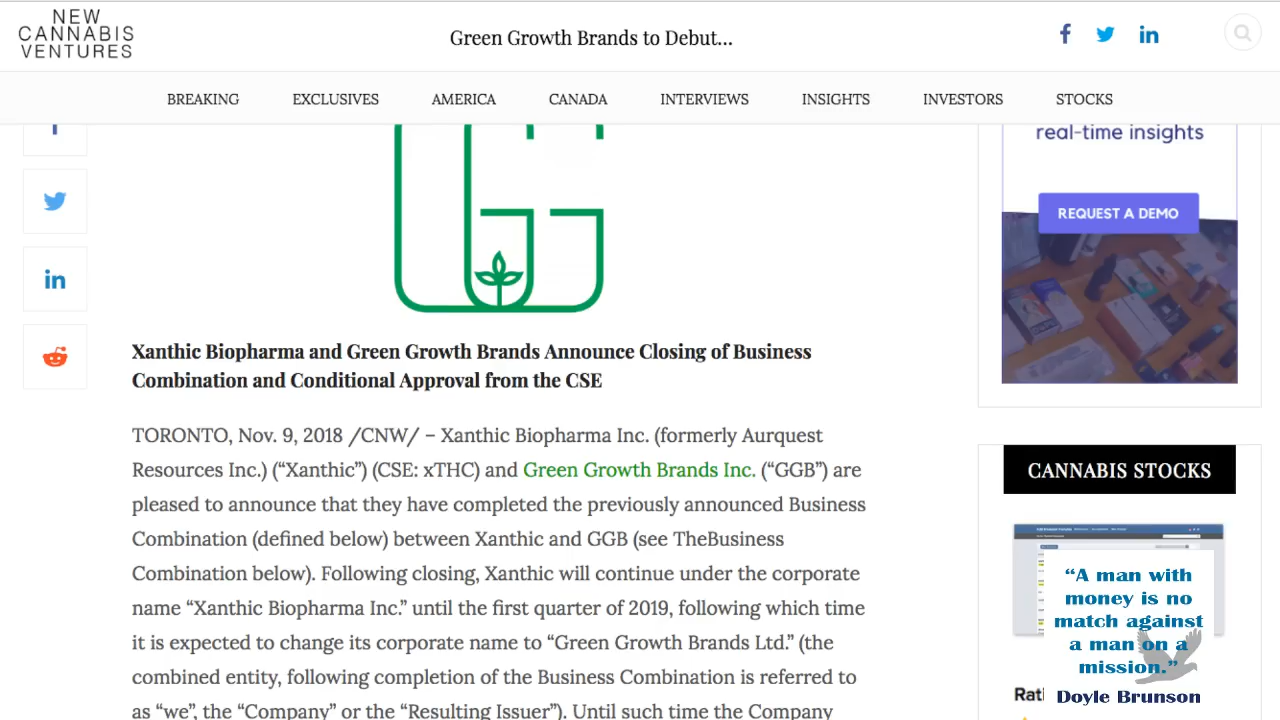 NEW
CANNABIS
VENTURES
Green Growth Brands to Debut...
BREAKING
EXCLUSIVES
AMERICA
CANADA
INTERVIEWS
INSIGHTS
INVESTORS
STOCKS
real-time insights
REQUEST A DEMO
Xanthic Biopharma and Green Growth Brands Announce Closing of Business
Combination and Conditional Approval from the CSE
TORONTO, Nov. 9, 2018 /CNW/ – Xanthic Biopharma Inc. (formerly Aurquest
Resources Inc.) (“Xanthic”) (CSE: xTHC) and Green Growth Brands Inc. (“GGB”) are
pleased to announce that they have completed the previously announced Business
Combination (defined below) between Xanthic and GGB (see TheBusiness
Combination below). Following closing, Xanthic will continue under the corporate
name “Xanthic Biopharma Inc.” until the first quarter of 2019, following which time
it is expected to change its corporate name to “Green Growth Brands Ltd.” (the
combined entity, following completion of the Business Combination is referred to
as “we”, the “Company” or the “Resulting Issuer”). Until such time the Company
CANNABIS STOCKS
“A man with
money is no
match against
a man on a
mission.”
Doyle Brunson